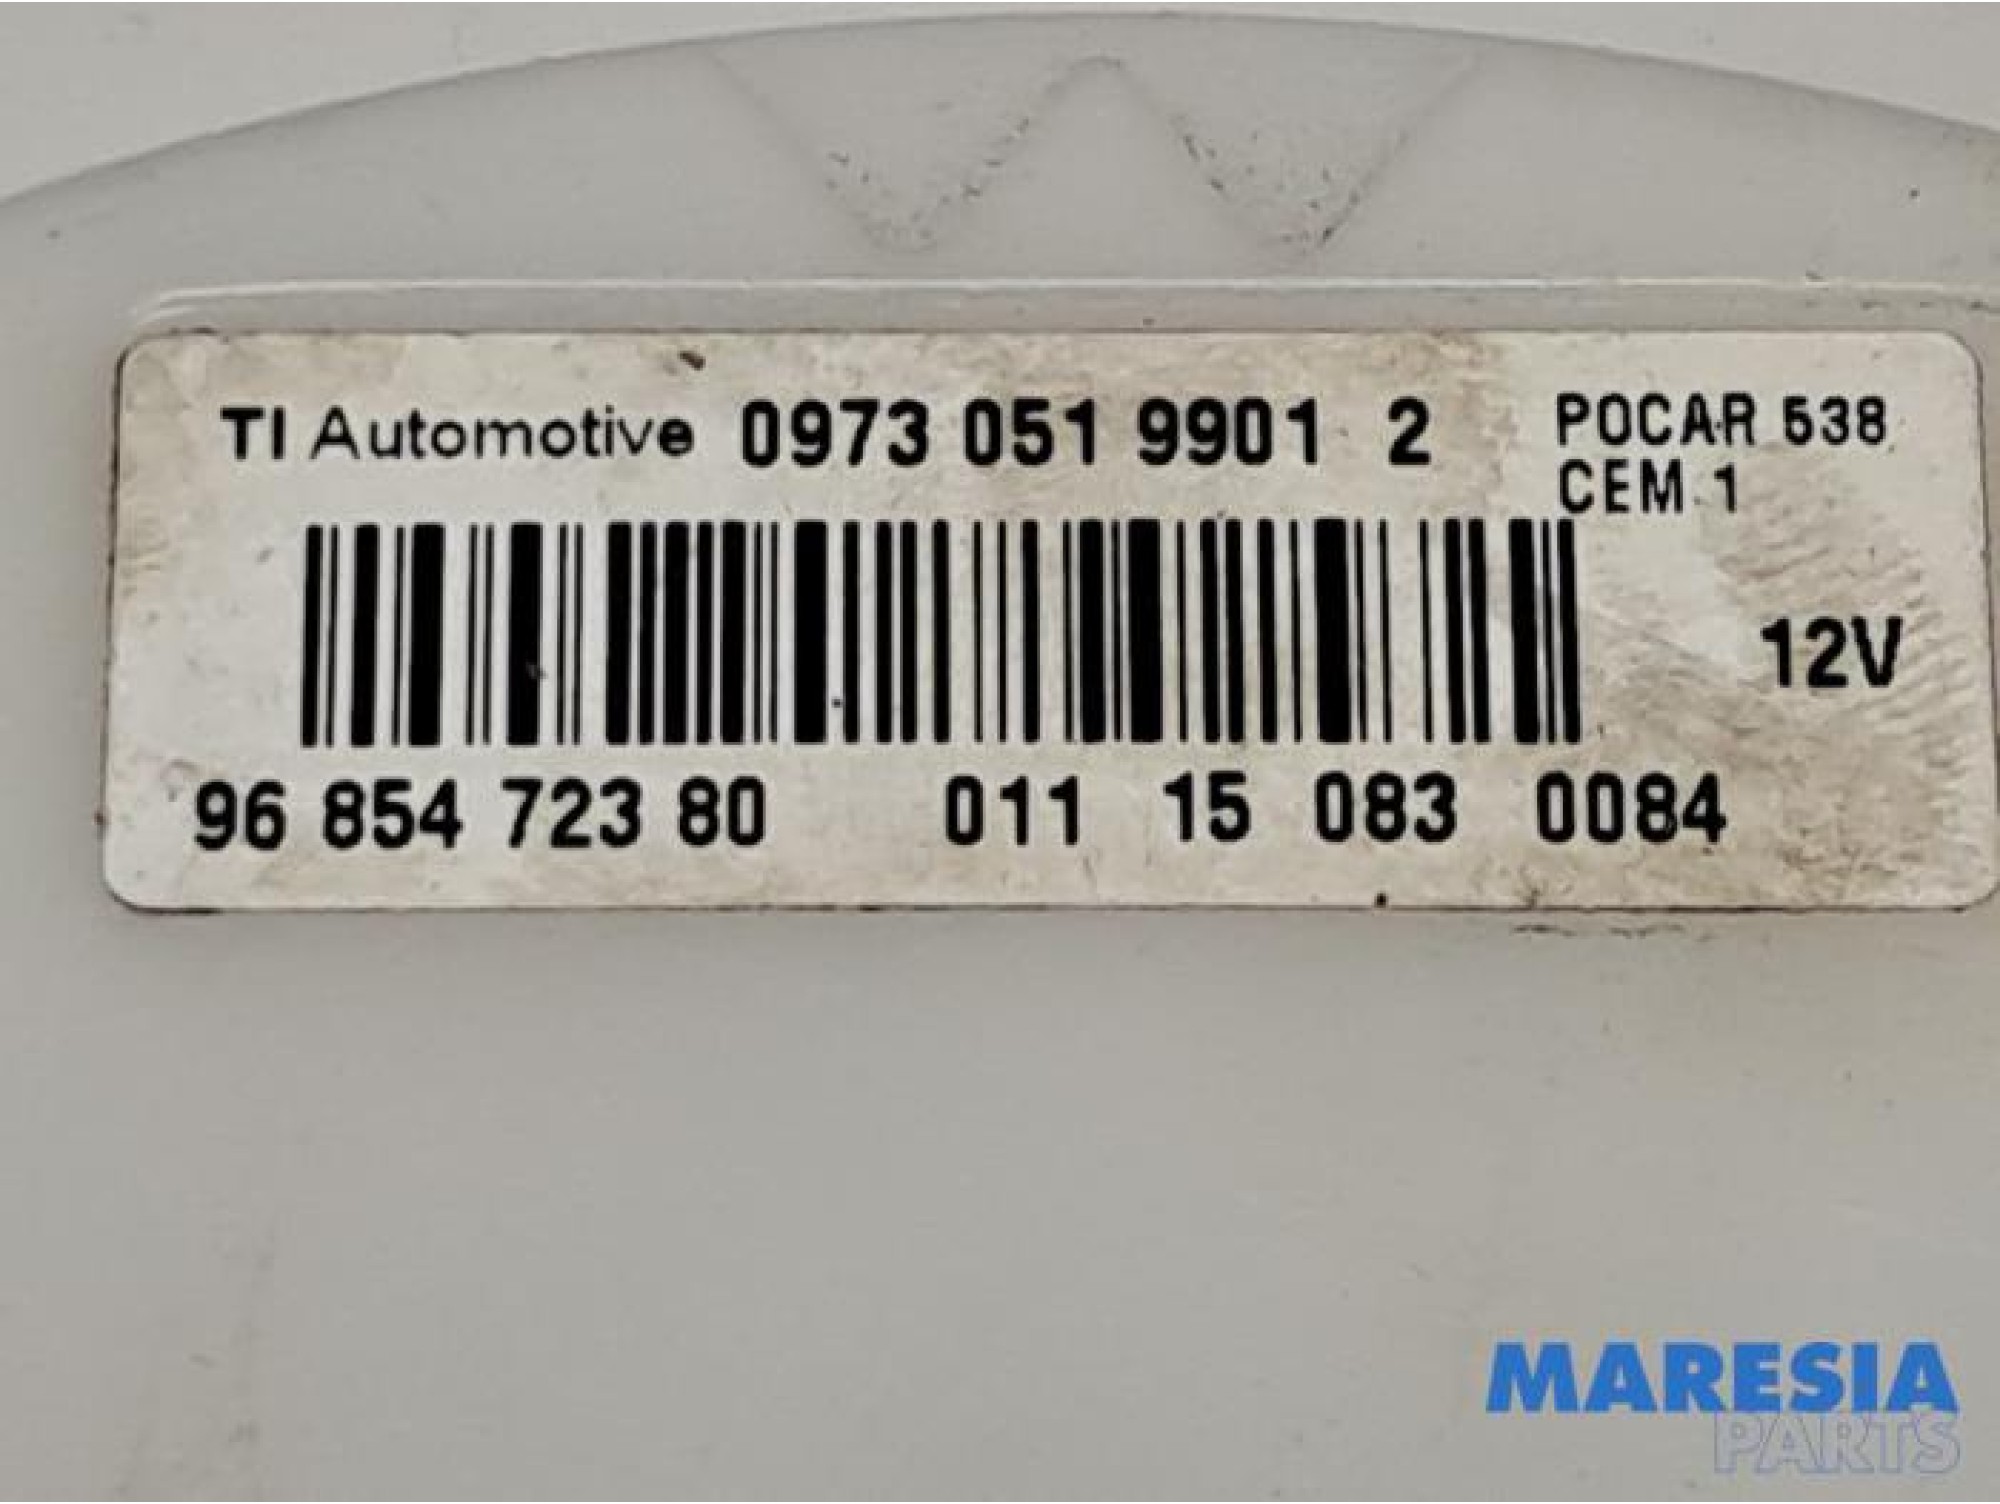 TI Automotive 0973 051 9901 2
POCAR 538
CEM 1
12V
96 854 723 80 011 15 083 0084
MARESIA
PARTS